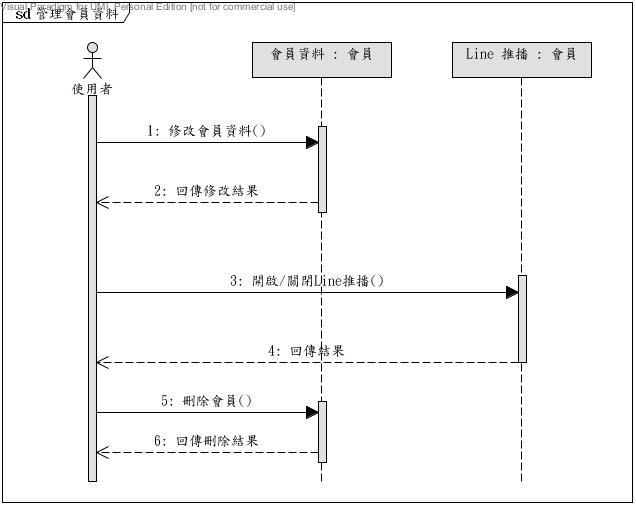 Visual Paradigm for UML Personal Edition [not for commercial use]
sd 管理會員資料
會員資料 : 會員
Line 推播 : 會員
使用者
1: 修改會員資料()
2: 回傳修改結果
3: 開啟/關閉Line推播()
4: 回傳結果
5: 刪除會員()
6: 回傳刪除結果